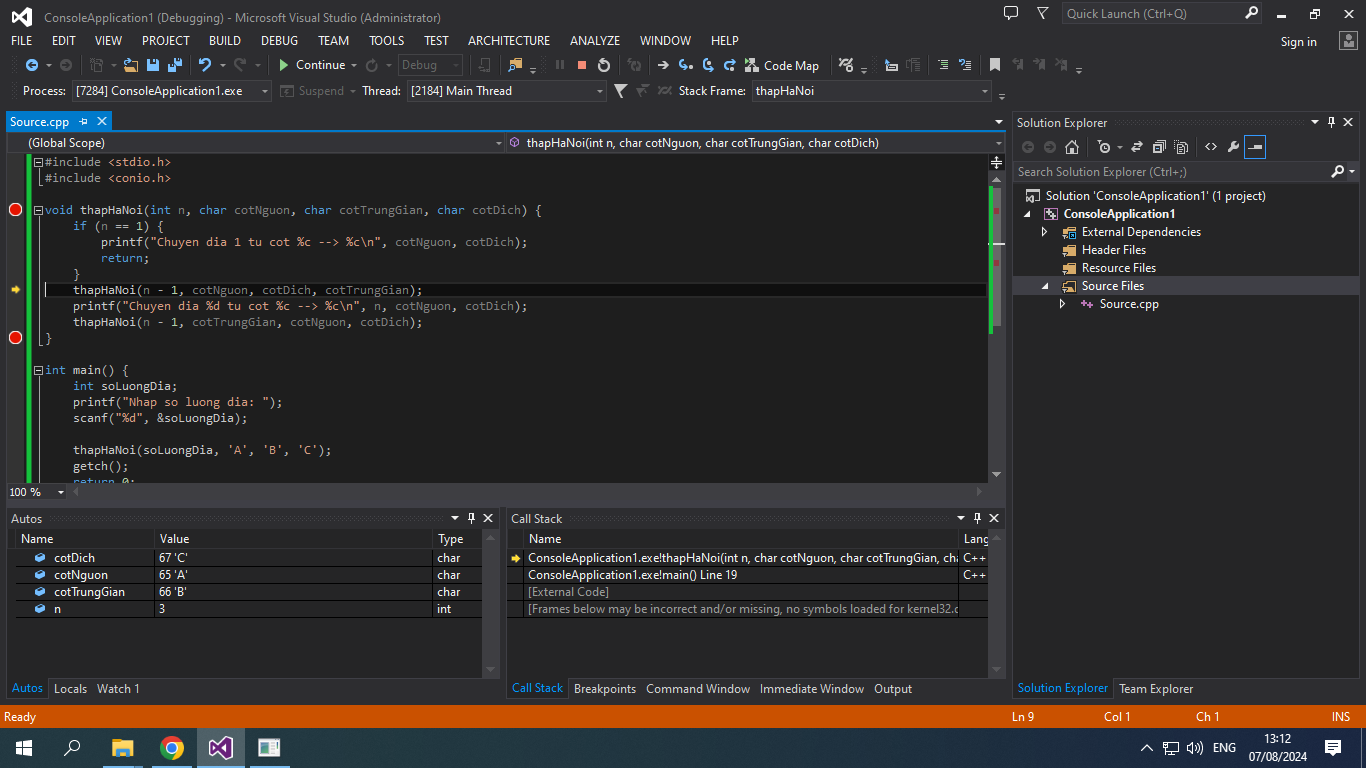 ConsoleApplication1 (Debugging) - Microsoft Visual Studio (Administrator)
Quick Launch (Ctrl+Q)
FILE EDIT VIEW PROJECT BUILD DEBUG TEAM TOOLS TEST ARCHITECTURE ANALYZE WINDOW HELP
Sign in
Continue Debug Code Map
Process: [7284] ConsoleApplication1.exe Suspend Thread: [2184] Main Thread Stack Frame: thapHaNoi
Source.cpp
(Global Scope) thapHaNoi(int n, char cotNguon, char cotTrungGian, char cotDich)
#include <stdio.h>
#include <conio.h>
void thapHaNoi(int n, char cotNguon, char cotTrungGian, char cotDich) {
if (n == 1) {
printf("Chuyen dia 1 tu cot %c --> %c\n", cotNguon, cotDich);
return;
}
thapHaNoi(n - 1, cotNguon, cotDich, cotTrungGian);
printf("Chuyen dia %d tu cot %c --> %c\n", n, cotNguon, cotDich);
thapHaNoi(n - 1, cotTrungGian, cotNguon, cotDich);
}
int main() {
int soLuongDia;
printf("Nhap so luong dia: ");
scanf("%d", &soLuongDia);
thapHaNoi(soLuongDia, 'A', 'B', 'C');
getch();
return 0;
100 %
Autos
Name Value Type
cotDich 67 'C' char
cotNguon 65 'A' char
cotTrungGian 66 'B' char
n 3 int
Autos Locals Watch 1
Call Stack
Name Lang
ConsoleApplication1.exe!thapHaNoi(int n, char cotNguon, char cotTrungGian, cha C++
ConsoleApplication1.exe!main() Line 19 C++
[External Code]
[Frames below may be incorrect and/or missing, no symbols loaded for kernel32.d
Call Stack Breakpoints Command Window Immediate Window Output
Solution Explorer
Search Solution Explorer (Ctrl+;)
Solution 'ConsoleApplication1' (1 project)
ConsoleApplication1
External Dependencies
Header Files
Resource Files
Source Files
Source.cpp
Solution Explorer Team Explorer
Ready Ln 9 Col 1 Ch 1 INS
ENG
13:12
07/08/2024